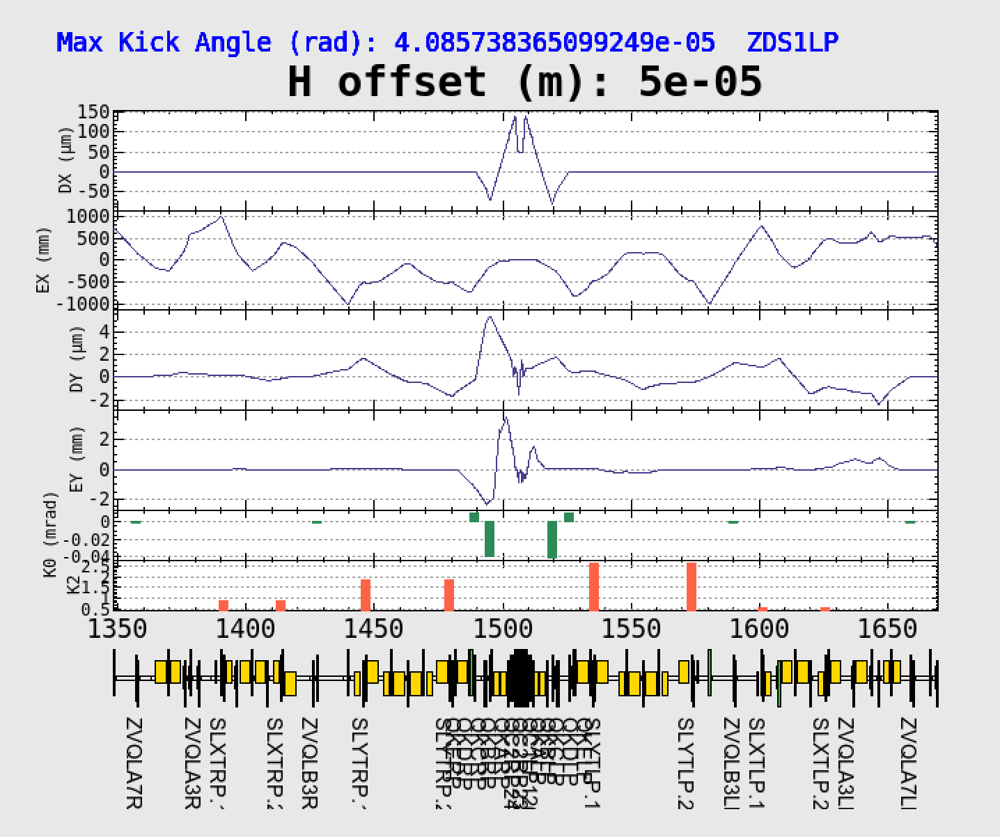 Max Kick Angle (rad): 4.085738365099249e-05  ZDS1LP
H offset (m): 5e-05
DX (μm)
150
100
50
0
-50
EX (mm)
1000
500
0
-500
-1000
DY (μm)
4
2
0
-2
EY (mm)
2
0
-2
K0 (mrad)
0
-0.02
-0.04
K2
2.5
2
1.5
1
0.5
1350 1400 1450 1500 1550 1600 1650
ZVQLA7R
ZVQLA3R
SLXTRP.
SLXTRP.2
ZVQLB3R
SLYTRP.
SLYTRP.2
SLYTLP.1
SLYTLP.2
ZVQLB3L
SLXTLP.1
SLXTLP.2
ZVQLA3L
ZVQLA7L